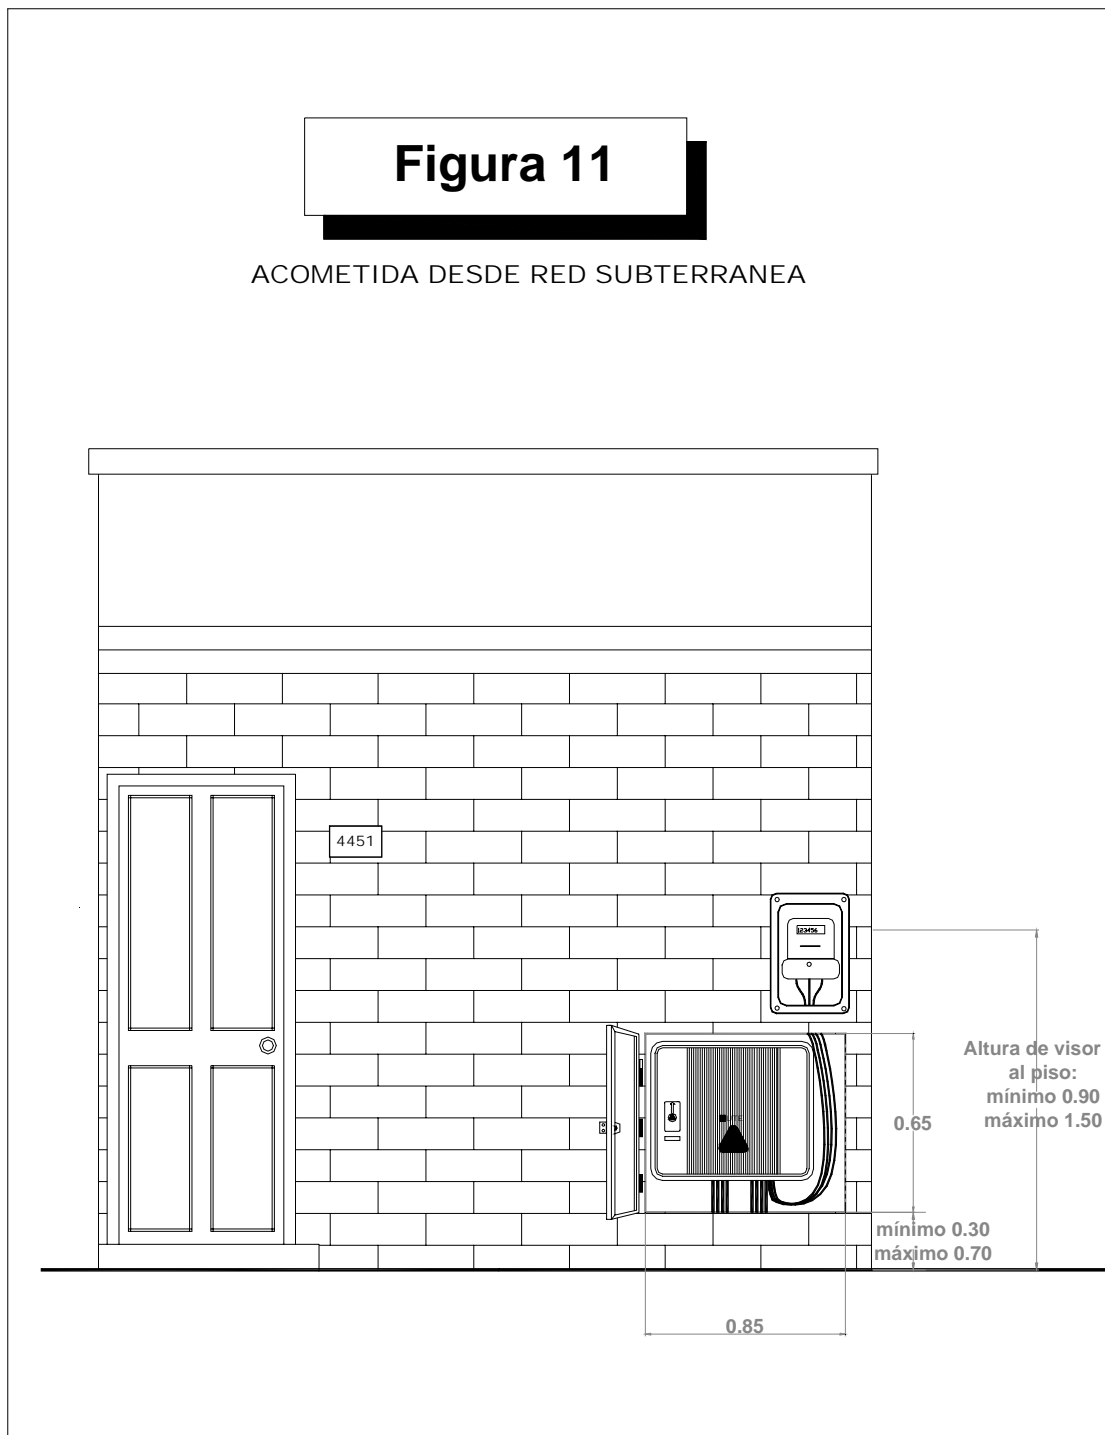 Figura 11
ACOMETIDA DESDE RED SUBTERRANEA
4451
123456
Altura de visor
al piso:
mínimo 0.90
máximo 1.50
0.65
UTE
mínimo 0.30
máximo 0.70
0.85